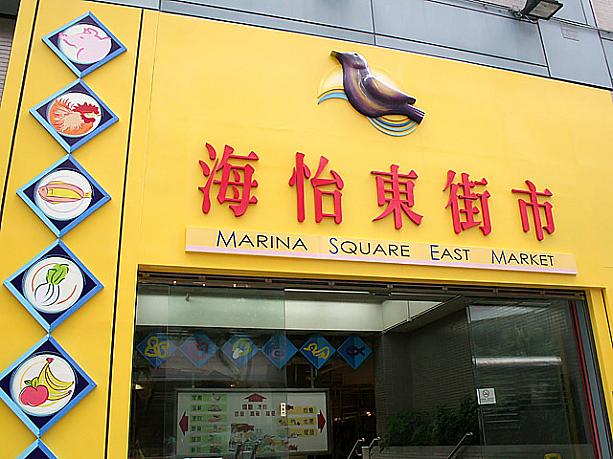 海怡東街市
MARINA SQUARE EAST MARKET